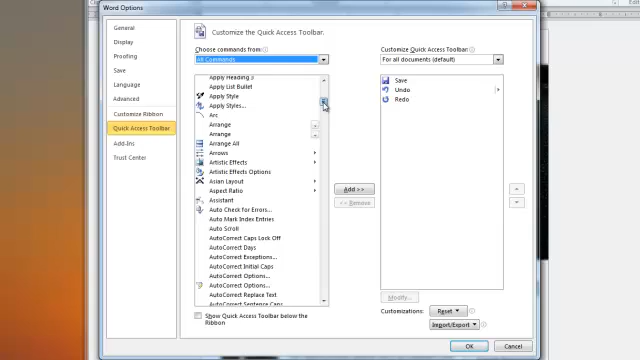 Word Options
General
Display
Proofing
Save
Language
Advanced
Customize Ribbon
Quick Access Toolbar
Add-Ins
Trust Center
Customize the Quick Access Toolbar.
Choose commands from:
All Commands
Apply Heading 3
Apply List Bullet
Apply Style
Apply Styles...
Arc
Arrange
Arrange
Arrange All
Arrows
Artistic Effects
Artistic Effects Options
Asian Layout
Aspect Ratio
Assistant
Auto Check for Errors...
Auto Mark Index Entries
Auto Scroll
AutoCorrect Caps Lock Off
AutoCorrect Days
AutoCorrect Exceptions...
AutoCorrect Initial Caps
AutoCorrect Options...
AutoCorrect Options...
AutoCorrect Replace Text
AutoCorrect Sentence Caps
Show Quick Access Toolbar below the
Ribbon
Add >>
<< Remove
Customize Quick Access Toolbar:
For all documents (default)
Save
Undo
Redo
Modify...
Customizations:
Reset
Import/Export
OK
Cancel